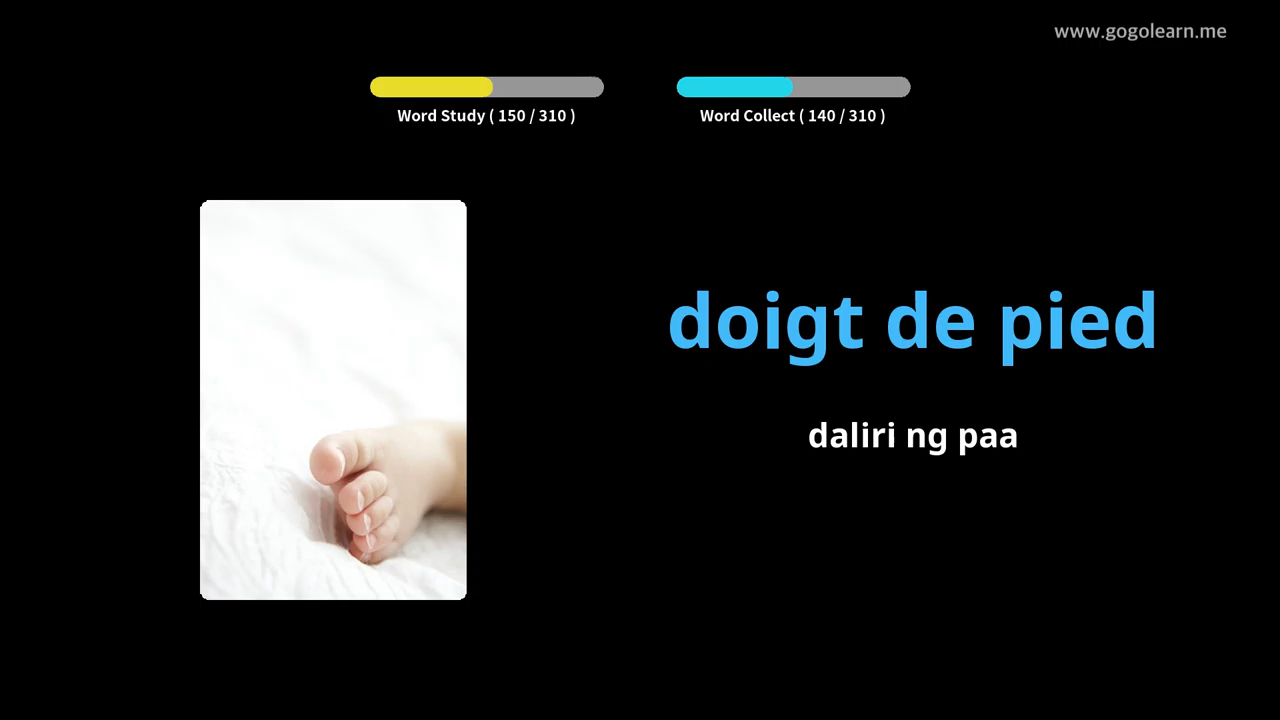 www.gogolearn.me
Word Study ( 150 / 310 )
Word Collect ( 140 / 310 )
doigt de pied
daliri ng paa